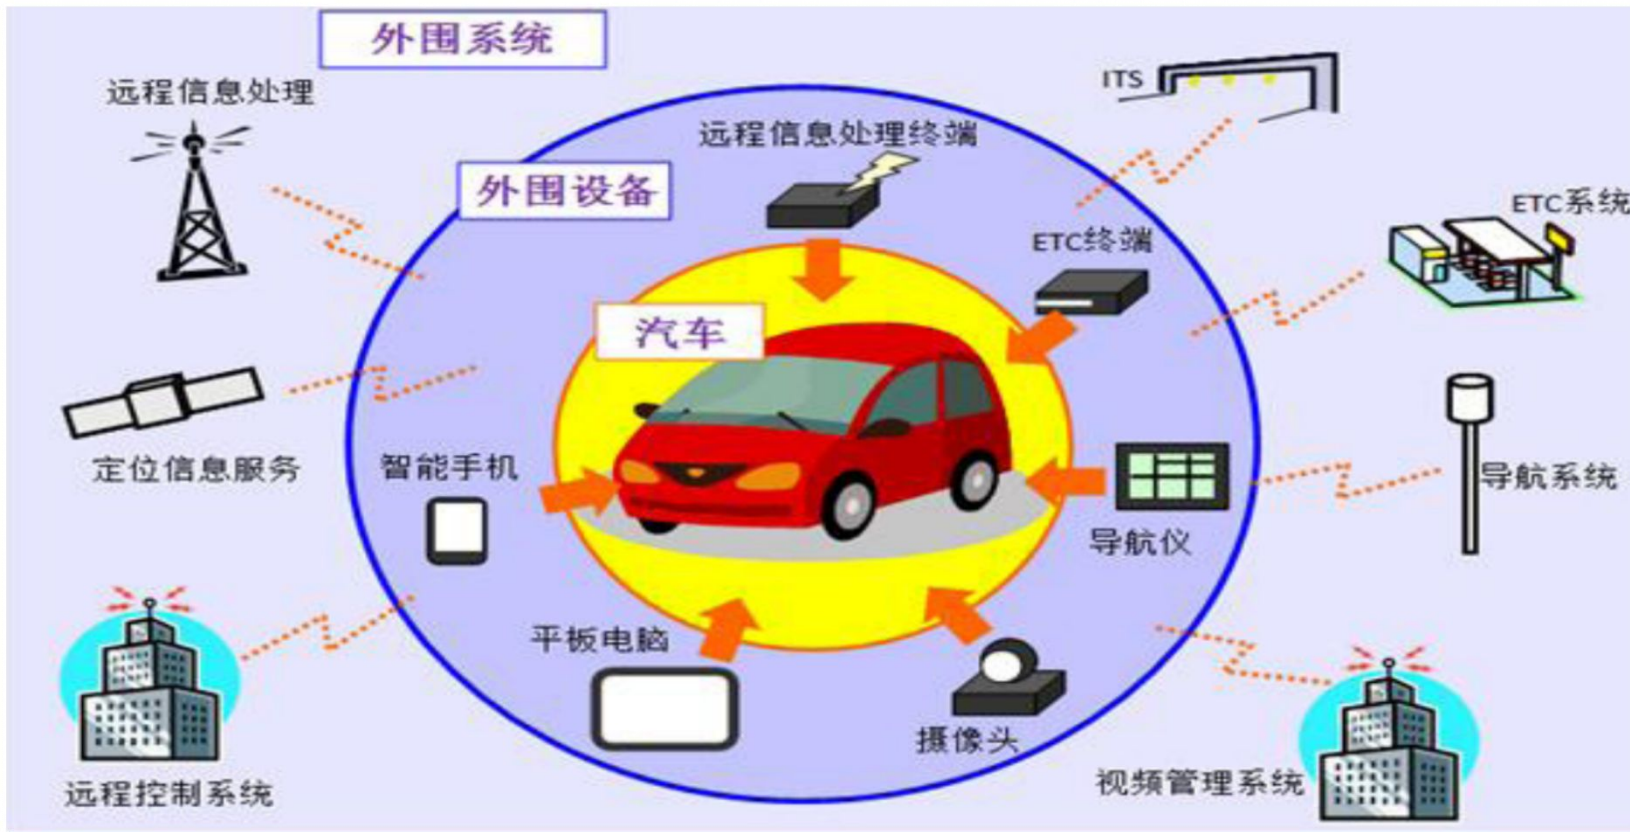 外围系统
远程信息处理
ITS
远程信息处理终端
外围设备
ETC系统
ETC终端
汽车
定位信息服务
智能手机
导航系统
导航仪
平板电脑
摄像头
远程控制系统
视频管理系统